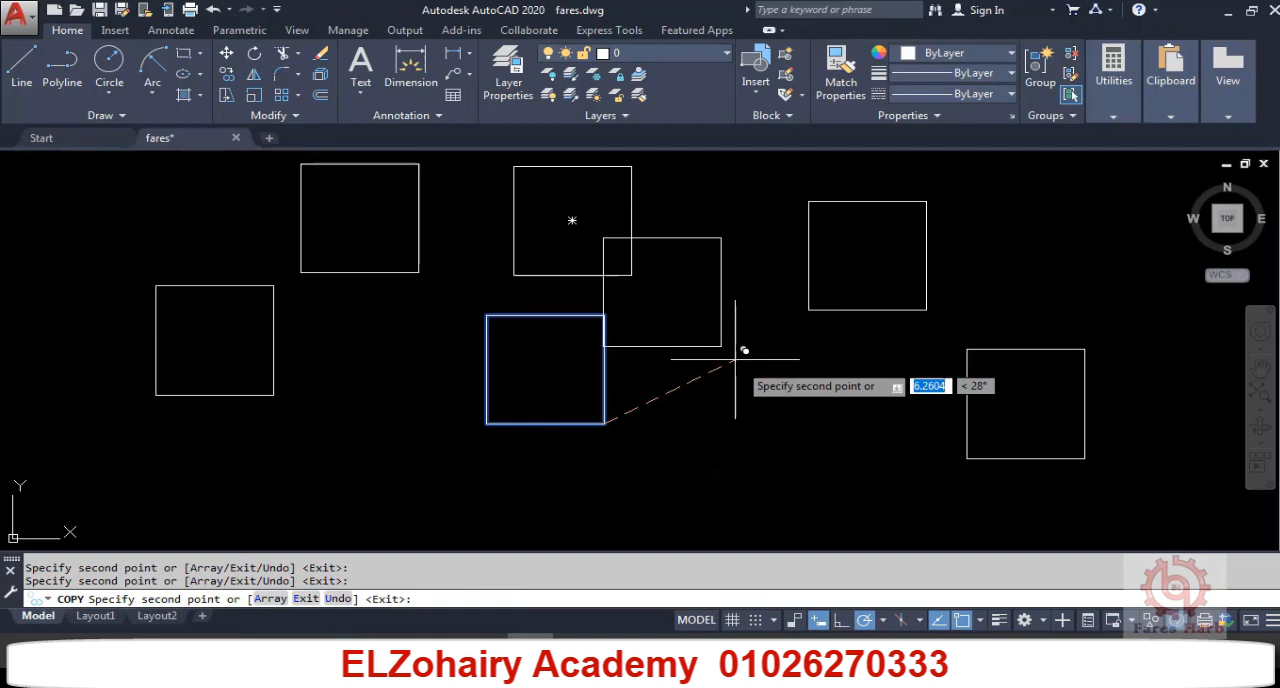 Autodesk AutoCAD 2020 fares.dwg
Type a keyword or phrase
Sign In
Home Insert Annotate Parametric View Manage Output Add-ins Collaborate Express Tools Featured Apps
Line Polyline Circle Arc
Text Dimension
Layer Properties
0
Insert
Match Properties
ByLayer
ByLayer
ByLayer
Group
Utilities
Clipboard
View
Draw
Modify
Annotation
Layers
Block
Properties
Groups
Start
fares*
N
W TOP E
S
WCS
Specify second point or 6.2604 < 28°
Y
X
Specify second point or [Array/Exit/Undo] <Exit>:
Specify second point or [Array/Exit/Undo] <Exit>:
COPY Specify second point or [Array Exit Undo] <Exit>:
Model Layout1 Layout2 +
MODEL
Fares Harb
ELZohairy Academy 01026270333